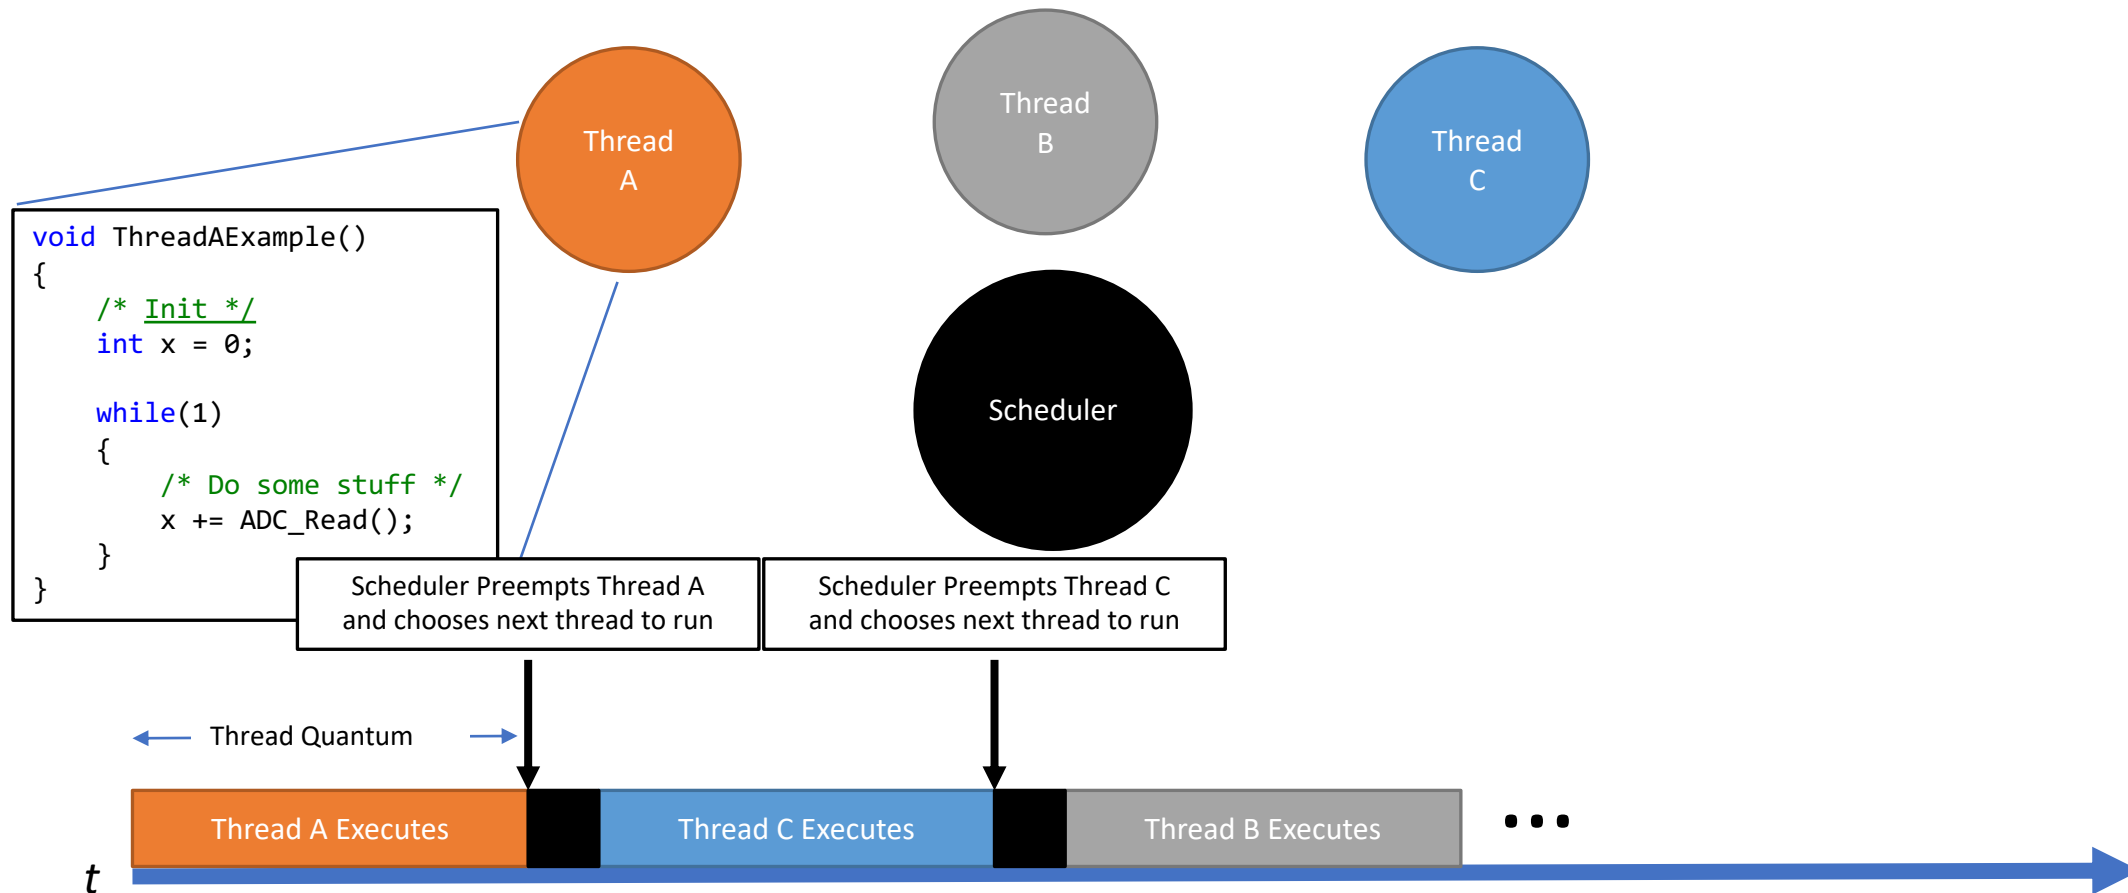 Thread
A
Thread
B
Thread
C
void ThreadAExample()
{
    /* Init */
    int x = 0;
    while(1)
    {
        /* Do some stuff */
        x += ADC_Read();
    }
}
Scheduler
Scheduler Preempts Thread A
and chooses next thread to run
Scheduler Preempts Thread C
and chooses next thread to run
Thread Quantum
Thread A Executes
Thread C Executes
Thread B Executes
...
t